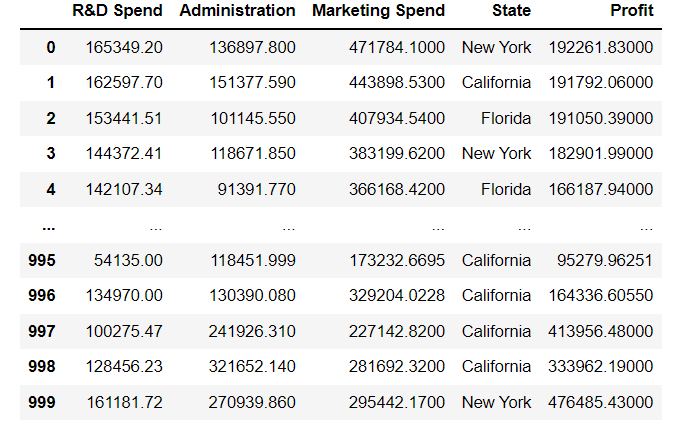 R&D Spend Administration Marketing Spend State Profit
0 165349.20 136897.800 471784.1000 New York 192261.83000
1 162597.70 151377.590 443898.5300 California 191792.06000
2 153441.51 101145.550 407934.5400 Florida 191050.39000
3 144372.41 118671.850 383199.6200 New York 182901.99000
4 142107.34 91391.770 366168.4200 Florida 166187.94000
... ... ... ... ... ...
995 54135.00 118451.999 173232.6695 California 95279.96251
996 134970.00 130390.080 329204.0228 California 164336.60550
997 100275.47 241926.310 227142.8200 California 413956.48000
998 128456.23 321652.140 281692.3200 California 333962.19000
999 161181.72 270939.860 295442.1700 New York 476485.43000